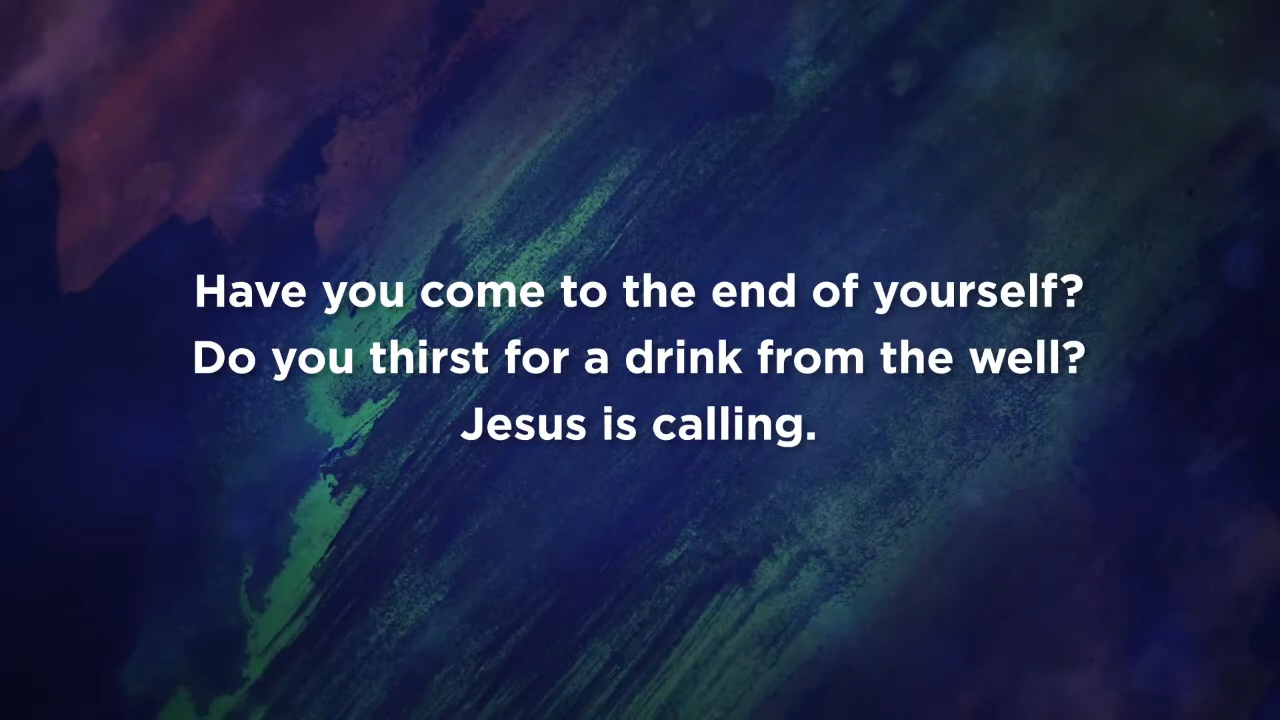 Have you come to the end of yourself?
Do you thirst for a drink from the well?
Jesus is calling.